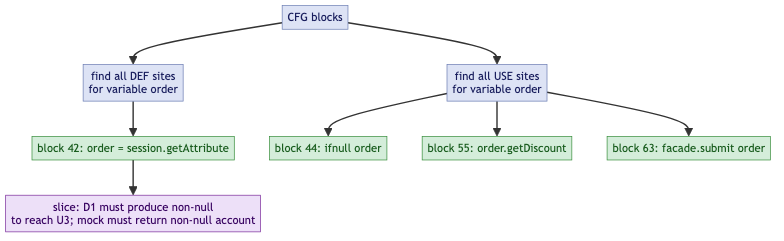 CFG blocks
find all DEF sites
for variable order
find all USE sites
for variable order
block 42: order = session.getAttribute
block 44: ifnull order
block 55: order.getDiscount
block 63: facade.submit order
slice: D1 must produce non-null
to reach U3; mock must return non-null account